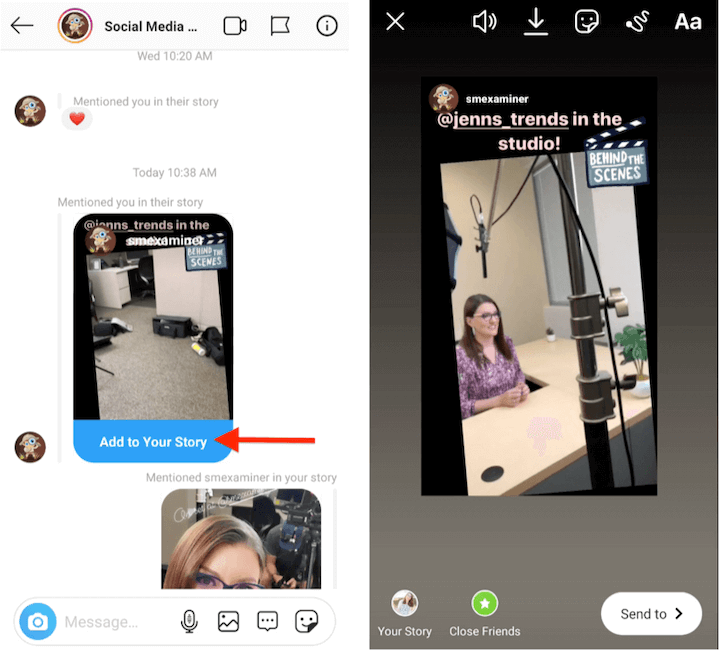 Social Media ...
Wed 10:20 AM
Mentioned you in their story
Today 10:38 AM
Mentioned you in their story
@jenns_trends in the
smexaminer
BEHIND THE
SCENES
Add to Your Story
Mentioned smexaminer in your story
Message...
Aa
smexaminer
@jenns_trends in the
studio!
BEHIND THE
SCENES
Your Story
Close Friends
Send to